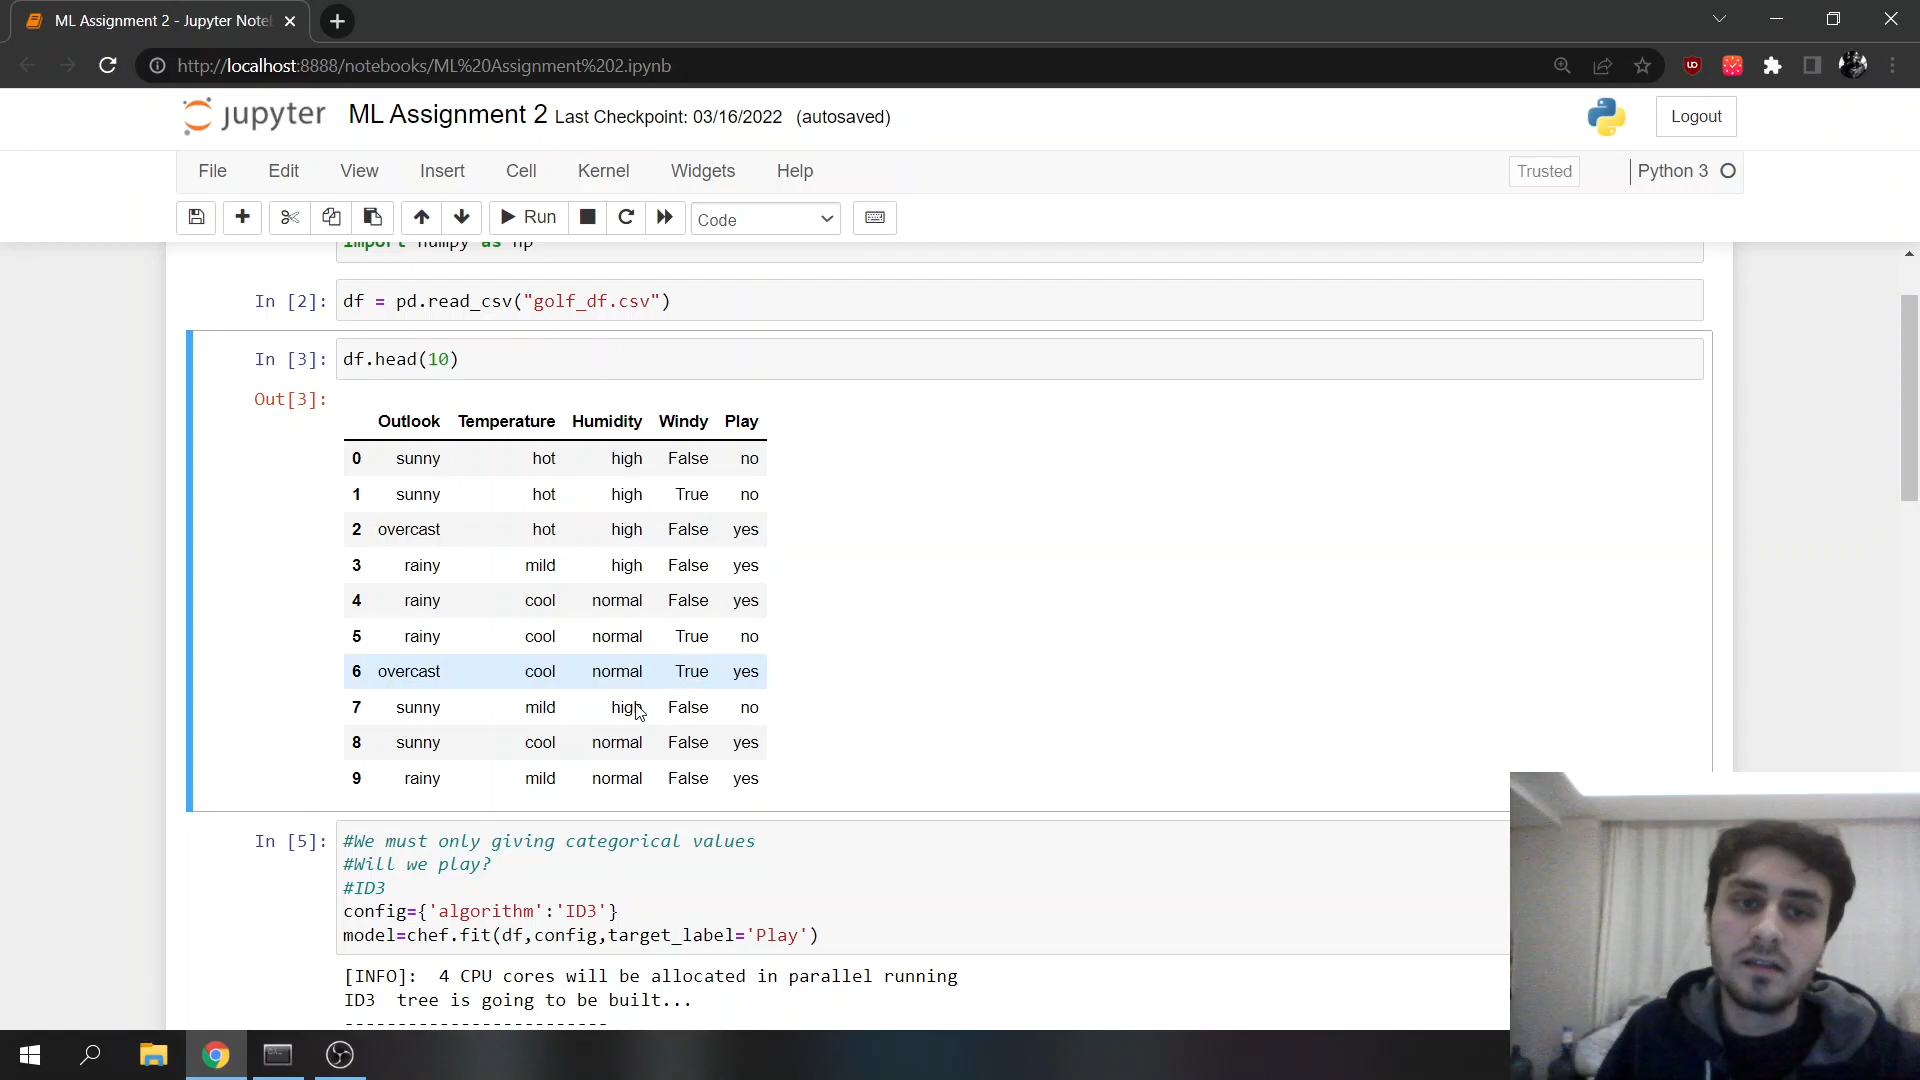 ML Assignment 2 - Jupyter Note
http://localhost:8888/notebooks/ML%20Assignment%202.ipynb
jupyter ML Assignment 2 Last Checkpoint: 03/16/2022 (autosaved)
Logout
File Edit View Insert Cell Kernel Widgets Help
Trusted Python 3
Run Code
import numpy as np
In [2]: df = pd.read_csv("golf_df.csv")
In [3]: df.head(10)
Out[3]:
Outlook Temperature Humidity Windy Play
0 sunny hot high False no
1 sunny hot high True no
2 overcast hot high False yes
3 rainy mild high False yes
4 rainy cool normal False yes
5 rainy cool normal True no
6 overcast cool normal True yes
7 sunny mild high False no
8 sunny cool normal False yes
9 rainy mild normal False yes
In [5]: #We must only giving categorical values
#Will we play?
#ID3
config={'algorithm':'ID3'}
model=chef.fit(df,config,target_label='Play')
[INFO]: 4 CPU cores will be allocated in parallel running
ID3 tree is going to be built...
-------------------------